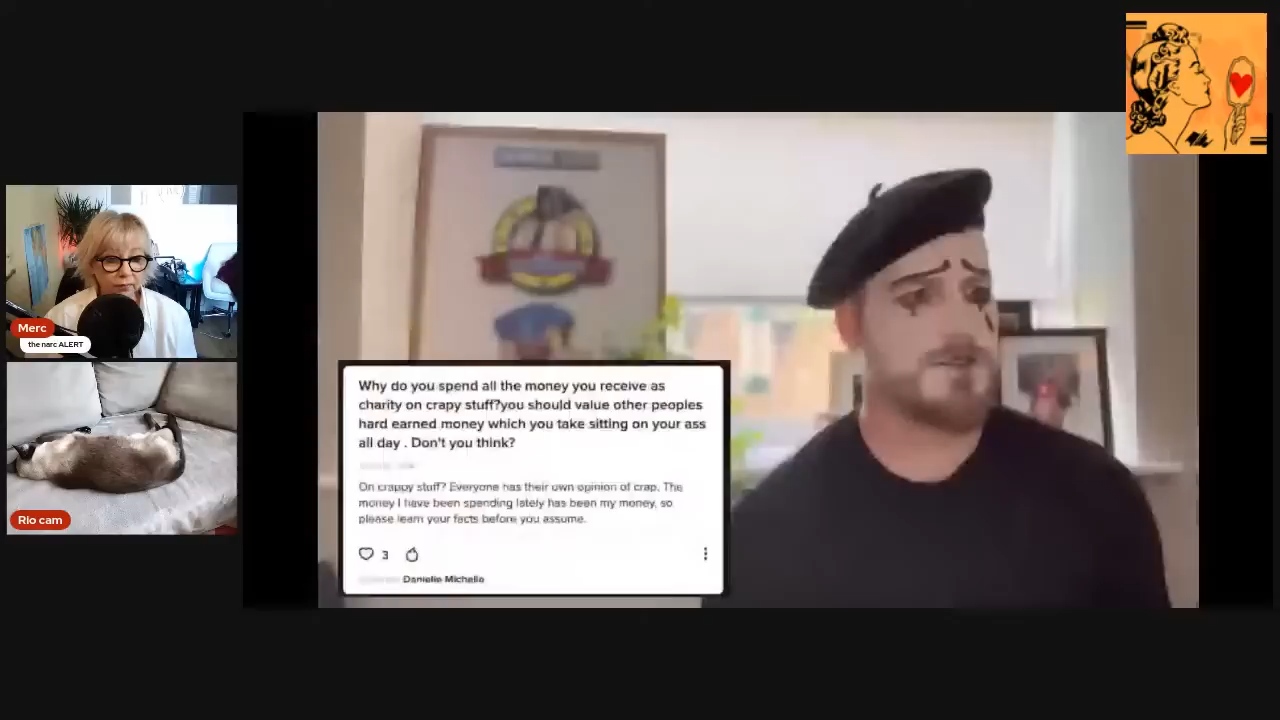 Merc
the narc ALERT
Rio cam
Why do you spend all the money you receive as
charity on crapy stuff?you should value other peoples
hard earned money which you take sitting on your ass
all day . Don't you think?
On crappy stuff? Everyone has their own opinion of crap. The
money I have been spending lately has been my money, so
please learn your facts before you assume.
3
Danielle Michelle